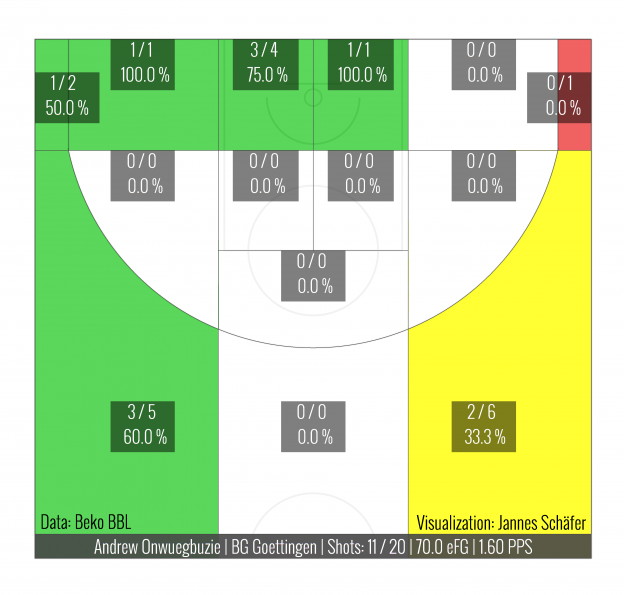 1 / 1
100.0 %
3 / 4
75.0 %
1 / 1
100.0 %
0 / 0
0.0 %
1 / 2
50.0 %
0 / 1
0.0 %
0 / 0
0.0 %
0 / 0
0.0 %
0 / 0
0.0 %
0 / 0
0.0 %
0 / 0
0.0 %
3 / 5
60.0 %
0 / 0
0.0 %
2 / 6
33.3 %
Data: Beko BBL
Visualization: Jannes Schäfer
Andrew Onwuegbuzie | BG Goettingen | Shots: 11 / 20 | 70.0 eFG | 1.60 PPS